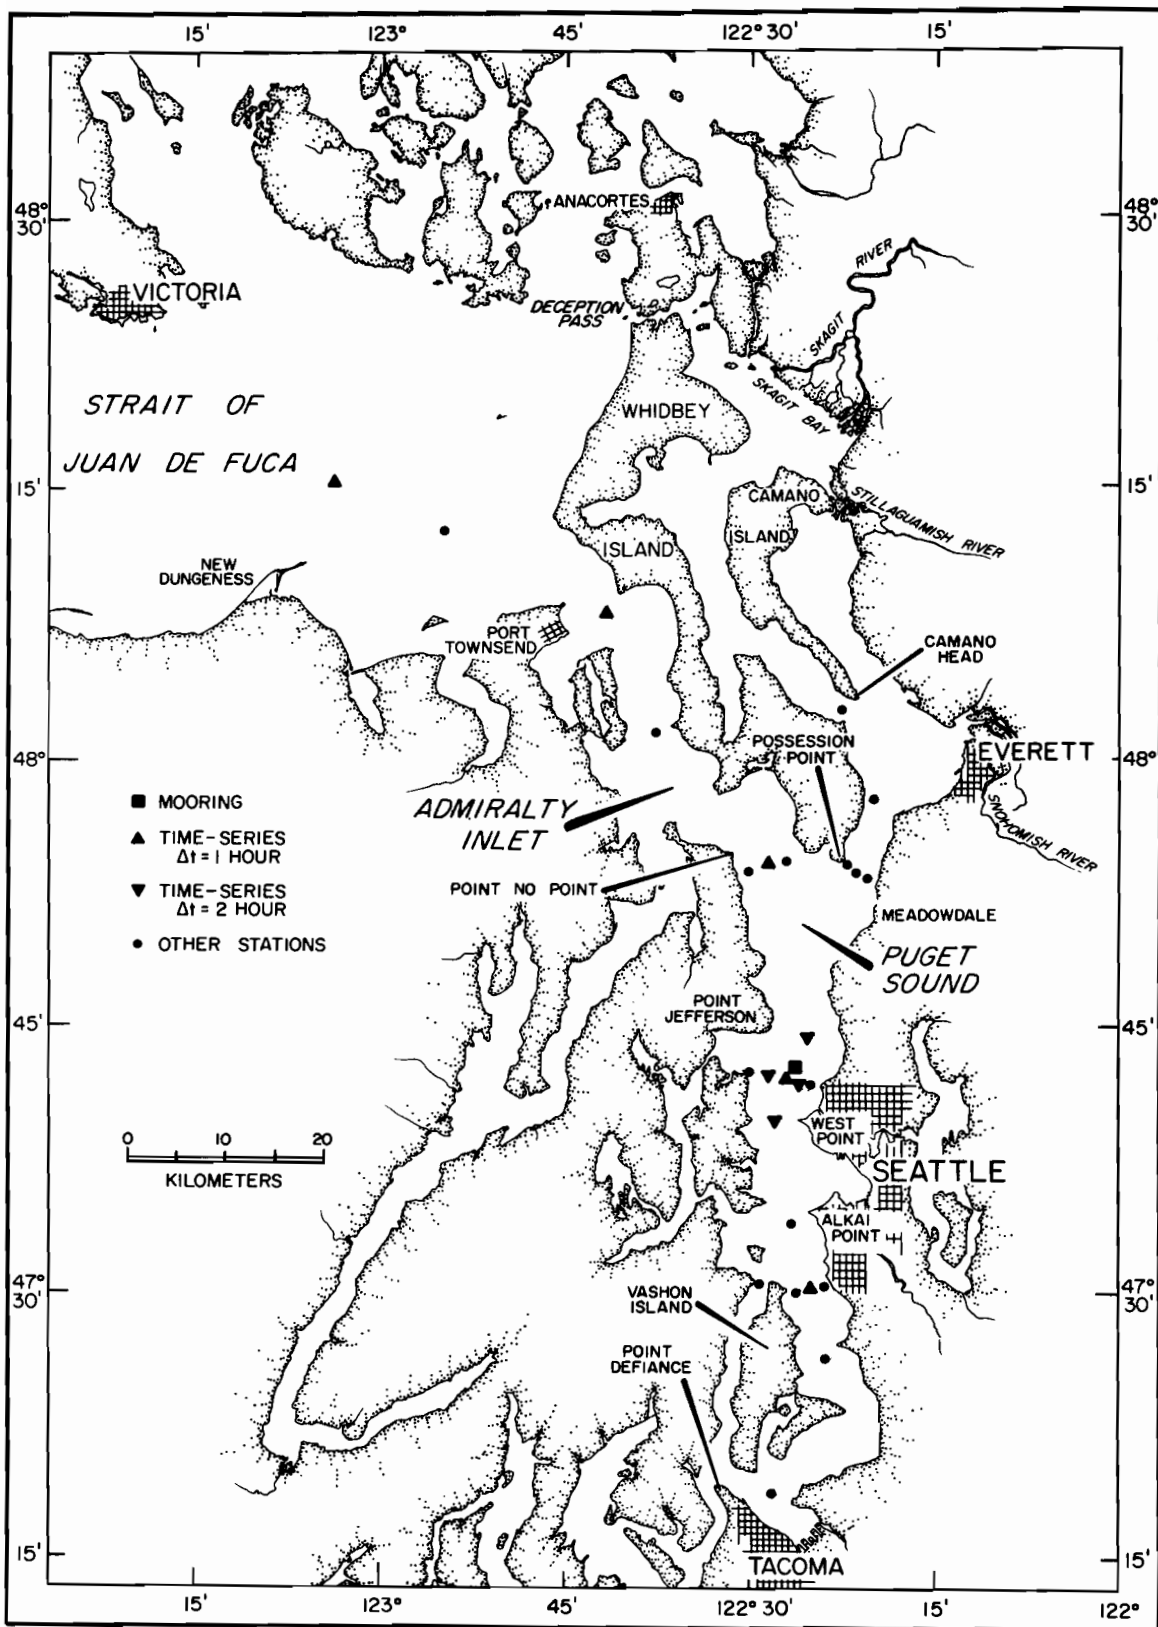 15' 123° 45' 122° 30' 15'
48° 30'
48° 30'
ANACORTES
RIVER
VICTORIA
DECEPTION
PASS
SKAGIT
SKAGIT BAY
STRAIT OF
JUAN DE FUCA
WHIDBEY
15'
15'
CAMANO
STILLAGUAMISH RIVER
ISLAND
ISLAND
NEW
DUNGENESS
PORT
TOWNSEND
CAMANO
HEAD
POSSESSION
POINT
EVERETT
48°
48°
SNOHOMISH RIVER
MOORING
TIME-SERIES
Δt = 1 HOUR
TIME-SERIES
Δt = 2 HOUR
OTHER STATIONS
ADMIRALTY
INLET
POINT NO POINT
MEADOWDALE
PUGET
SOUND
POINT
JEFFERSON
45'
45'
WEST
POINT
SEATTLE
0 10 20
KILOMETERS
ALKAI
POINT
47° 30'
47° 30'
VASHON
ISLAND
POINT
DEFIANCE
15'
15'
TACOMA
15' 123° 45' 122° 30' 15' 122°